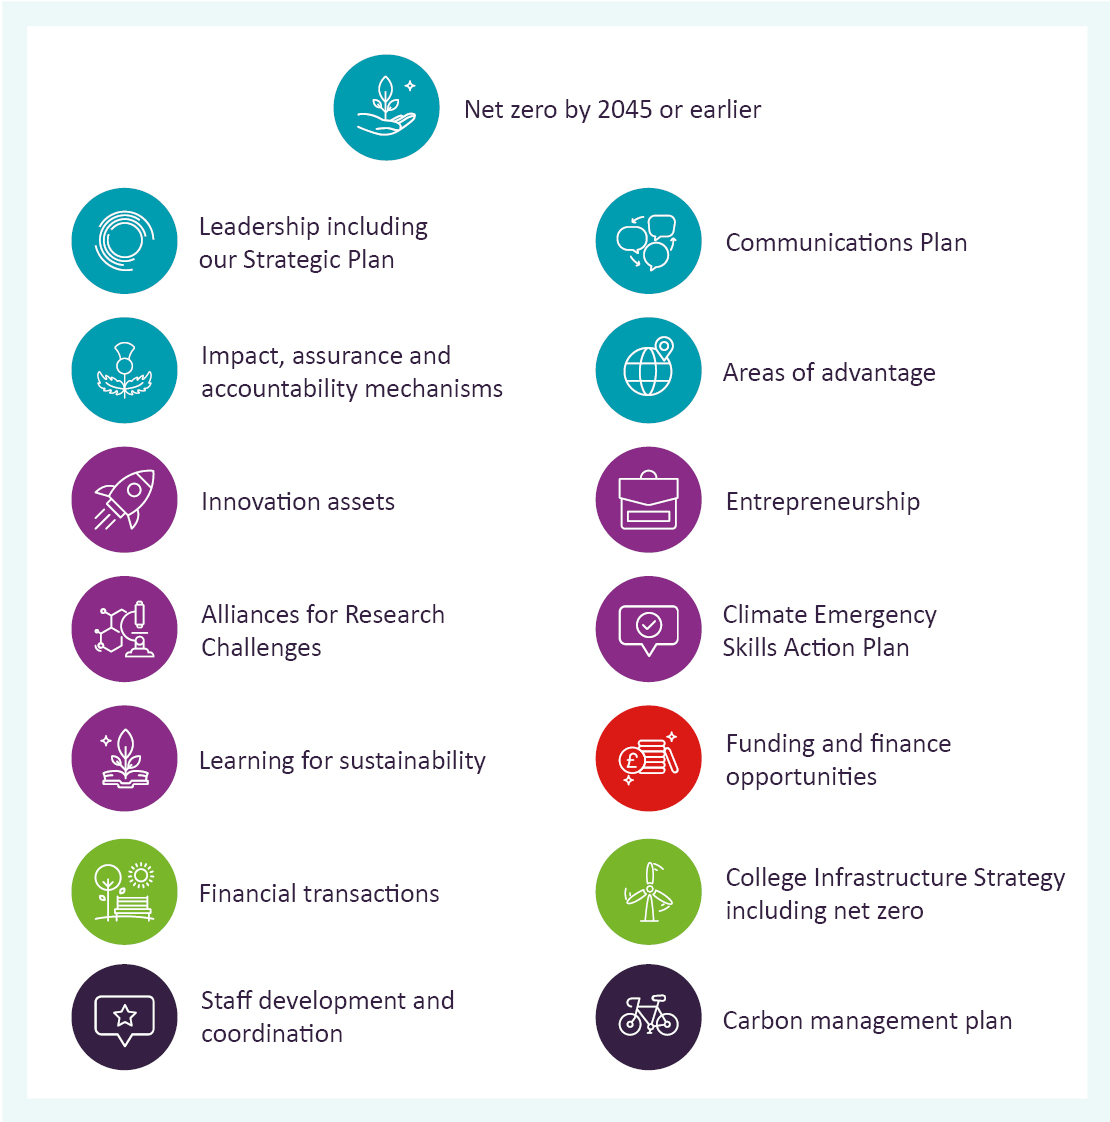 Net zero by 2045 or earlier
Leadership including
our Strategic Plan
Communications Plan
Impact, assurance and
accountability mechanisms
Areas of advantage
Innovation assets
Entrepreneurship
Alliances for Research
Challenges
Climate Emergency
Skills Action Plan
Learning for sustainability
£
Funding and finance
opportunities
Financial transactions
College Infrastructure Strategy
including net zero
Staff development and
coordination
Carbon management plan